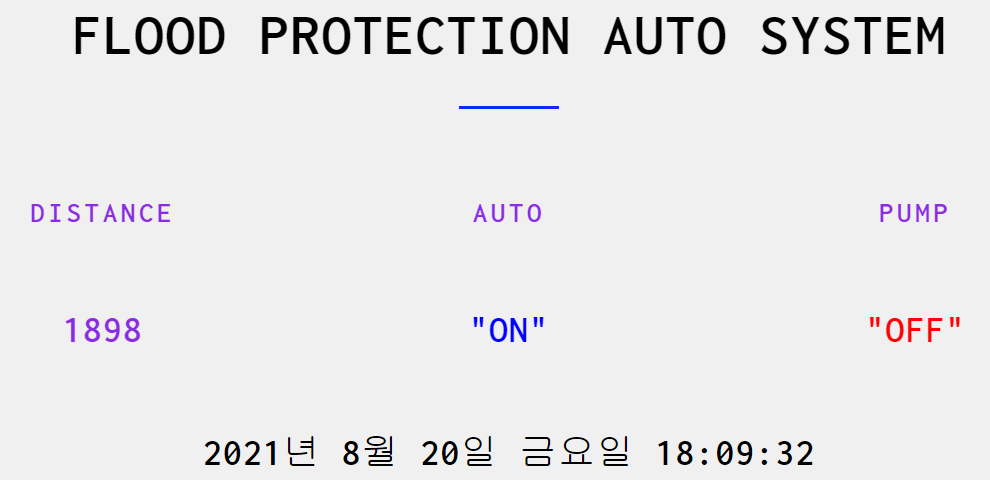 FLOOD PROTECTION AUTO SYSTEM
DISTANCE AUTO PUMP
1898 "ON" "OFF"
2021년 8월 20일 금요일 18:09:32